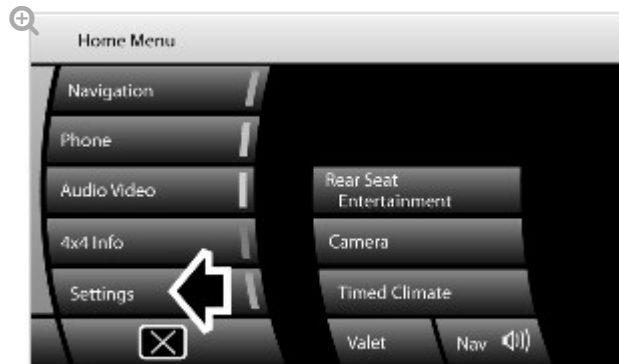 Home Menu
Navigation
Phone
Audio Video
4x4 Info
Settings
Rear Seat
Entertainment
Camera
Timed Climate
Valet
Nav